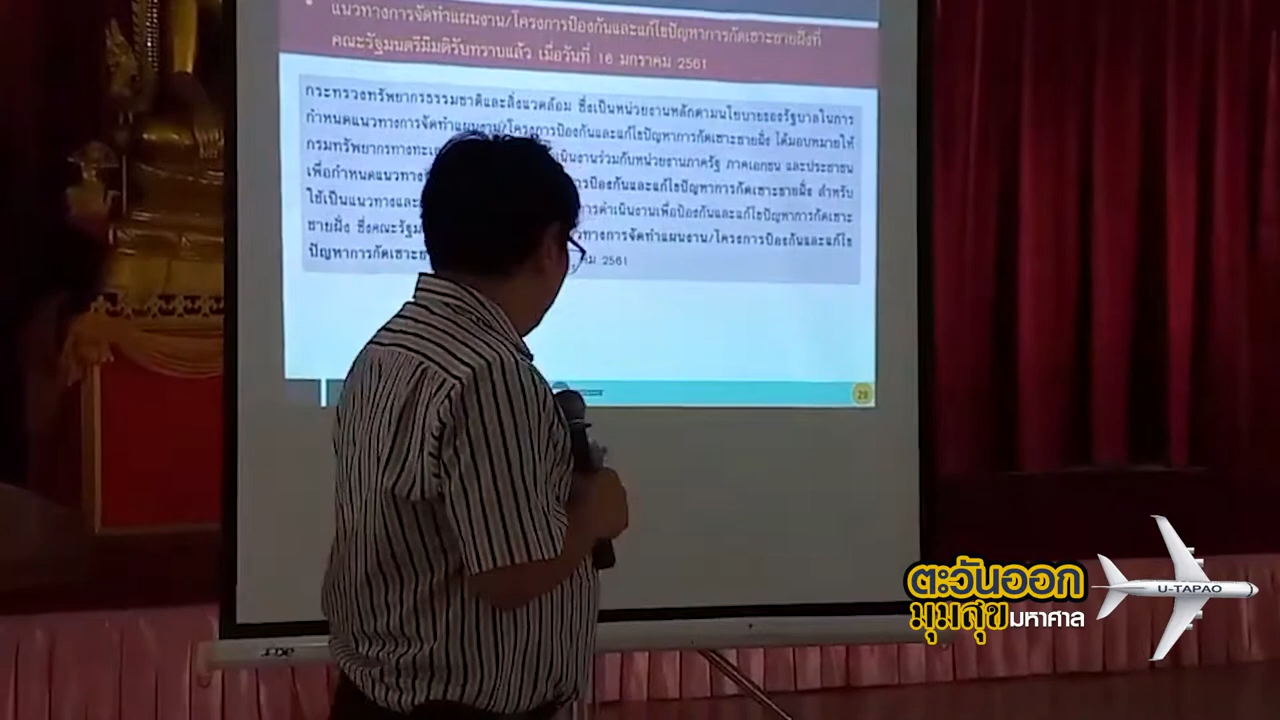 แนวทางการจัดทำแผนงาน/โครงการป้องกันและแก้ไขปัญหาการกัดเซาะชายฝั่งที่
คณะรัฐมนตรีมีมติรับทราบแล้ว เมื่อวันที่ 16 มกราคม 2561
กระทรวงทรัพยากรธรรมชาติและสิ่งแวดล้อม ซึ่งเป็นหน่วยงานหลักตามนโยบายของรัฐบาลในการ
กำหนดแนวทางการจัดทำแผนงาน/โครงการป้องกันและแก้ไขปัญหาการกัดเซาะชายฝั่ง ได้มอบหมายให้
กรมทรัพยากรทางทะเ เนินงานร่วมกับหน่วยงานภาครัฐ ภาคเอกชน และประชาชน
เพื่อกำหนดแนวทาง การป้องกันและแก้ไขปัญหาการกัดเซาะชายฝั่ง สำหรับ
ใช้เป็นแนวทางและ การดำเนินงานเพื่อป้องกันและแก้ไขปัญหาการกัดเซาะ
ชายฝั่ง ซึ่งคณะรัฐม วทางการจัดทำแผนงาน/โครงการป้องกันและแก้ไข
ปัญหาการกัดเซาะช คม 2561
28
ตะวันออก
มุมสุขมหาศาล
U-TAPAO